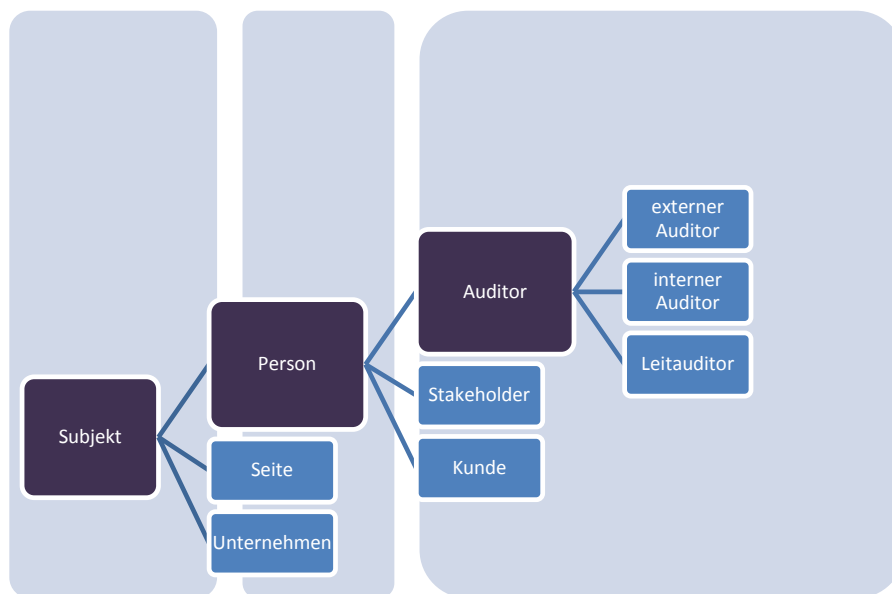 Subjekt
Person
Seite
Unternehmen
Auditor
Stakeholder
Kunde
externer
Auditor
interner
Auditor
Leitauditor